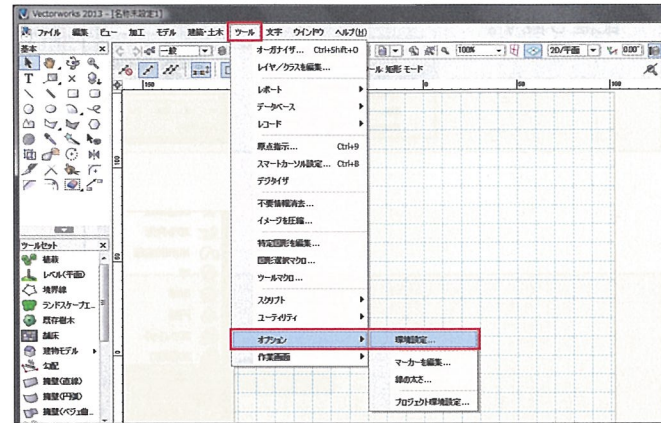 Vectorworks 2013 - [名称未設定1]
ファイル 編集 ビュー 加工 モデル 建築・土木 ツール 文字 ウインドウ ヘルプ(H)
基本
一般
100%
2D/平面
0.00°
矩形 モード
オーガナイザ... Ctrl+Shift+O
レイヤ/クラスを編集...
レポート
データベース
レコード
原点指示... Ctrl+9
スマートカーソル設定... Ctrl+8
デジタイザ
不要情報消去...
イメージを圧縮...
特定図形を編集...
図形選択マクロ...
ツールマクロ...
スクリプト
ユーティリティ
オプション
作業画面
環境設定...
マーカーを編集...
線の太さ...
プロジェクト環境設定...
150
0
50
100
100
50
0
ツールセット
植栽
レベル(平面)
境界線
ランドスケープエ...
既存樹木
舗床
建物モデル
勾配
擁壁(直線)
擁壁(円弧)
擁壁(ベジェ曲...